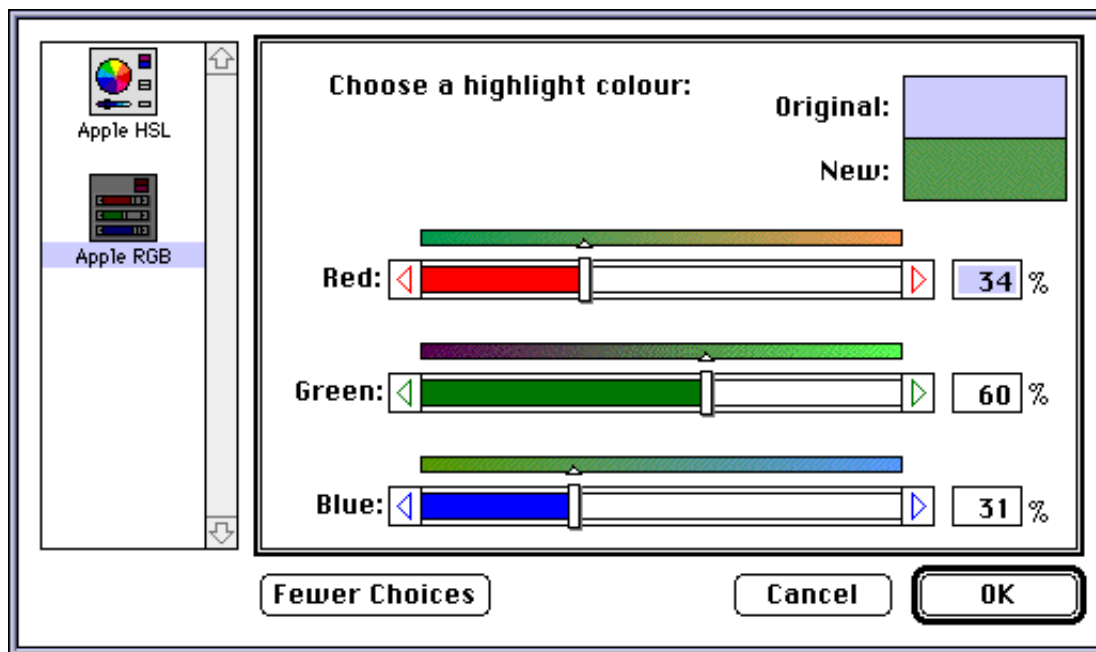 Apple HSL
Apple RGB
Choose a highlight colour:
Original:
New:
Red: 34 %
Green: 60 %
Blue: 31 %
Fewer Choices
Cancel
OK